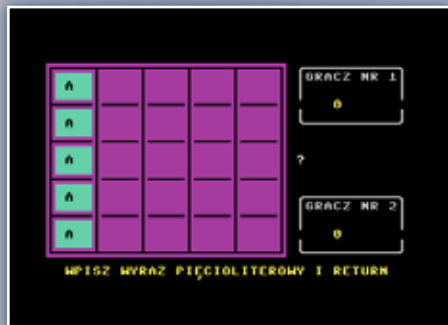 GRACZ NR 1
0
A
A
A
A
A
?
GRACZ NR 2
0
WPISZ WYRAZ PIĘCIOLITEROWY I RETURN